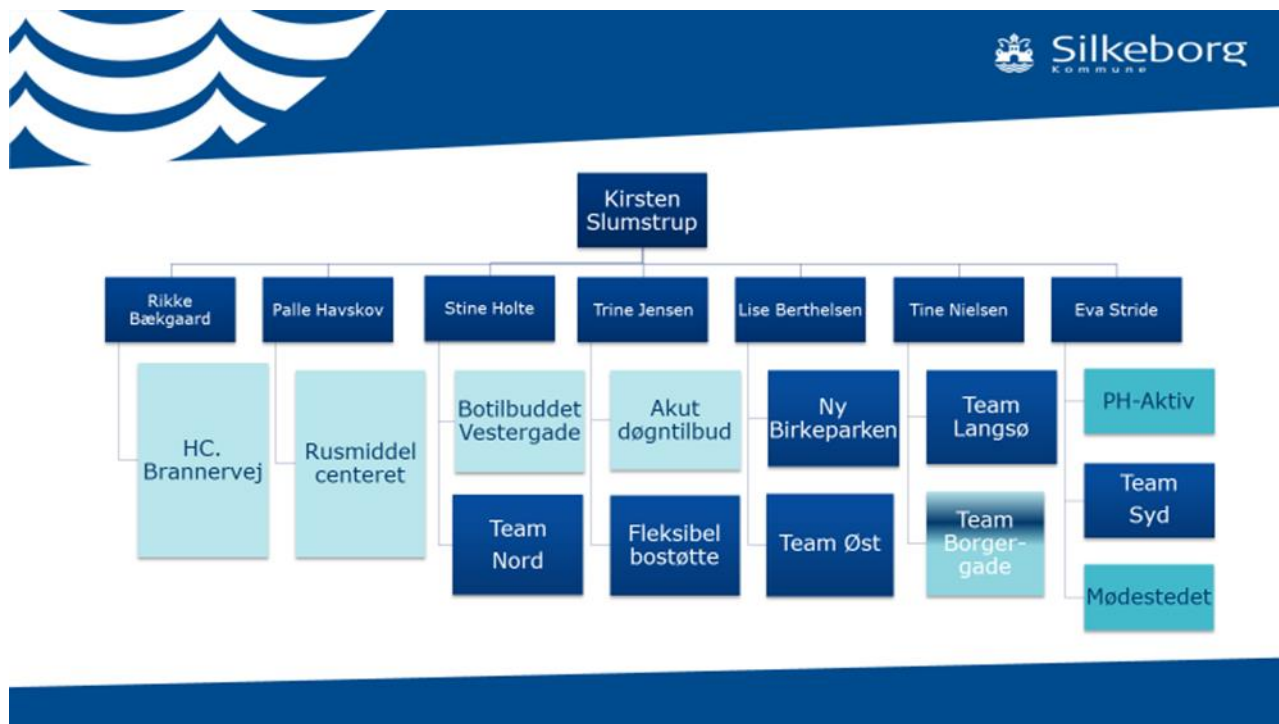 Silkeborg
Kommune
Kirsten
Slumstrup
Rikke
Bækgaard
Palle Havskov
Stine Holte
Trine Jensen
Lise Berthelsen
Tine Nielsen
Eva Stride
HC.
Brannervej
Rusmiddel
centeret
Botilbuddet
Vestergade
Team
Nord
Akut
døgntilbud
Fleksibel
bostøtte
Ny
Birkeparken
Team Øst
Team
Langsø
Team
Borger-
gade
PH-Aktiv
Team
Syd
Mødestedet